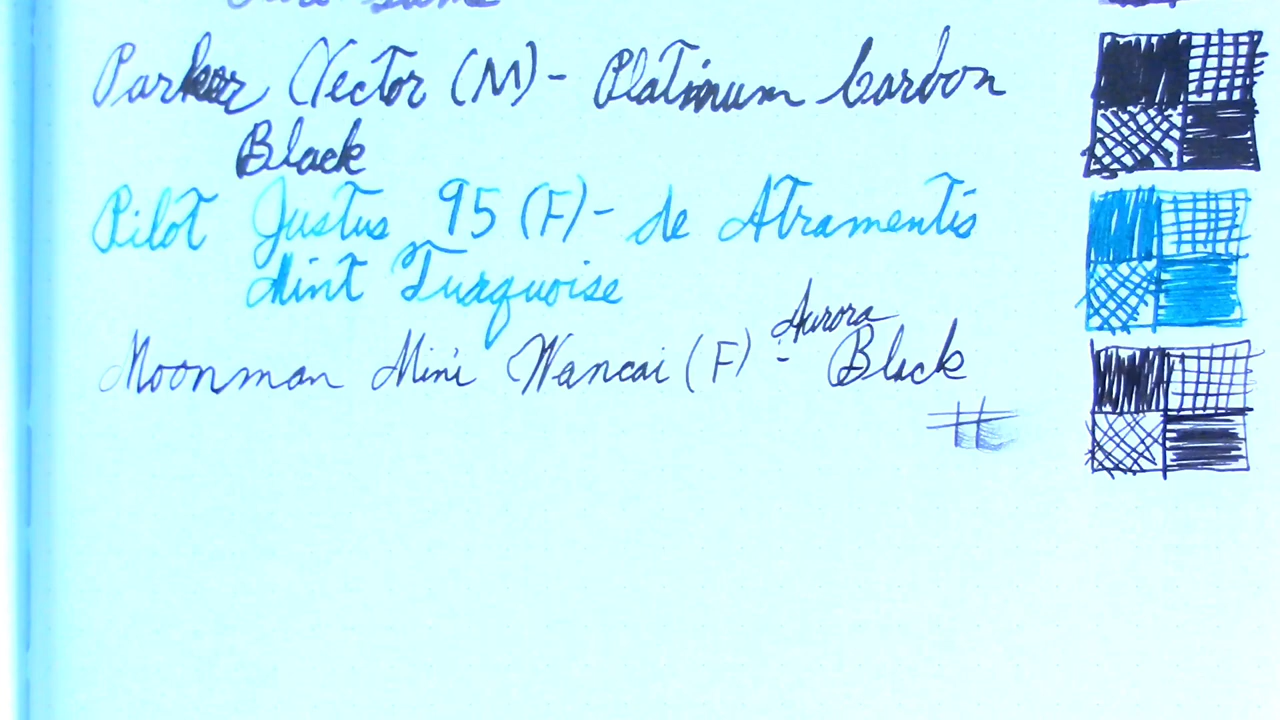 Parker Vector (M) - Platinum Carbon
Black
Pilot Justus 95 (F) - de Atramentis
Mint Turquoise
Moonman Mini Wancai (F) - Aurora Black